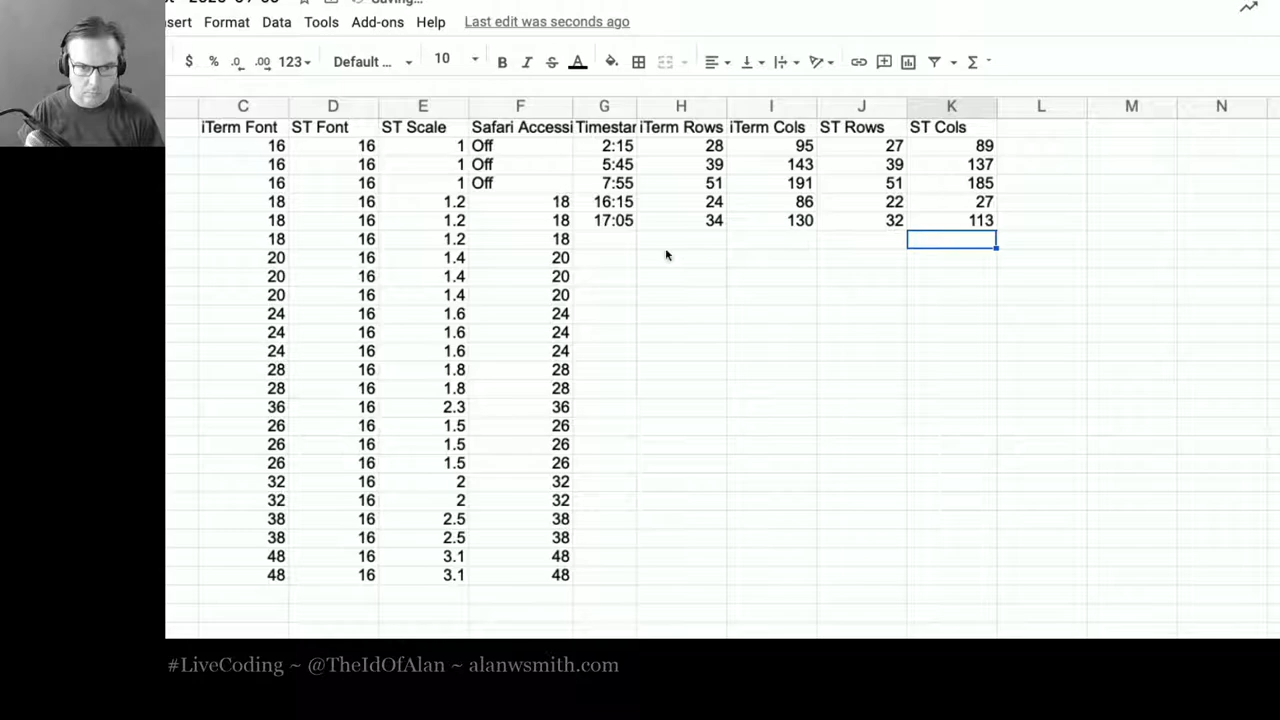 Last edit was seconds ago
Format Data Tools Add-ons Help
$ % .0 .00 123 Default ... 10 B I S A
C D E F G H I J K L M N
iTerm Font ST Font ST Scale Safari Accessi Timestar iTerm Rows iTerm Cols ST Rows ST Cols
16 16 1 Off 2:15 28 95 27 89
16 16 1 Off 5:45 39 143 39 137
16 16 1 Off 7:55 51 191 51 185
18 16 1.2 18 16:15 24 86 22 27
18 16 1.2 18 17:05 34 130 32 113
18 16 1.2 18
20 16 1.4 20
20 16 1.4 20
20 16 1.4 20
24 16 1.6 24
24 16 1.6 24
24 16 1.6 24
28 16 1.8 28
28 16 1.8 28
36 16 2.3 36
26 16 1.5 26
26 16 1.5 26
26 16 1.5 26
32 16 2 32
32 16 2 32
38 16 2.5 38
38 16 2.5 38
48 16 3.1 48
48 16 3.1 48
#LiveCoding ~ @TheIdOfAlan ~ alanwsmith.com